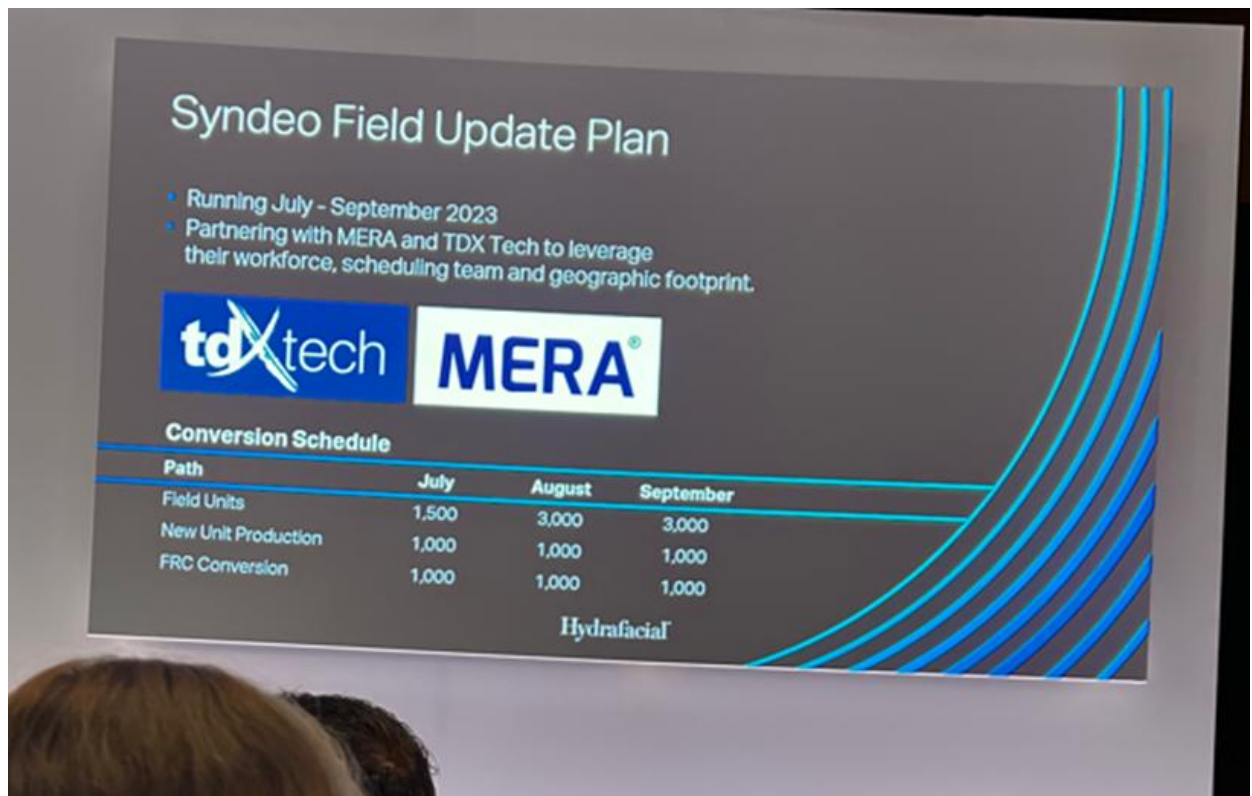 Syndeo Field Update Plan
• Running July - September 2023
• Partnering with MERA and TDX Tech to leverage
their workforce, scheduling team and geographic footprint.
tdXtech
MERA®
Conversion Schedule
Path July August September
Field Units 1,500 3,000 3,000
New Unit Production 1,000 1,000 1,000
FRC Conversion 1,000 1,000 1,000
Hydrafacial